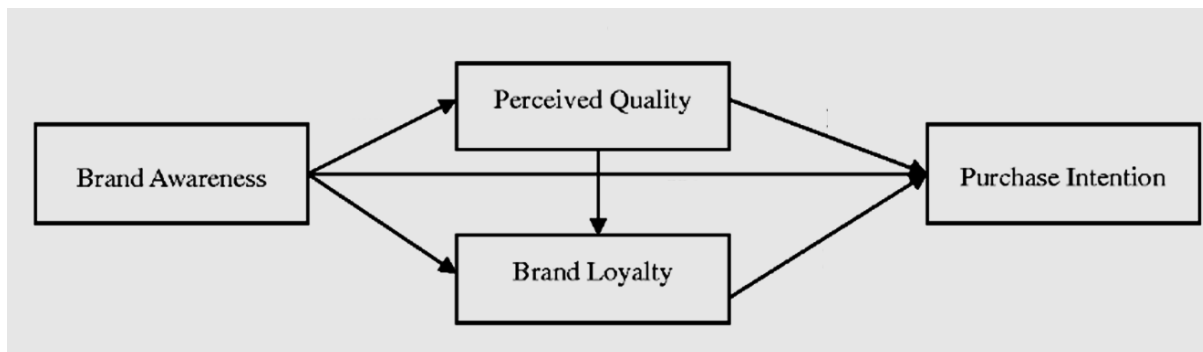 Perceived Quality
Brand Awareness
Purchase Intention
Brand Loyalty